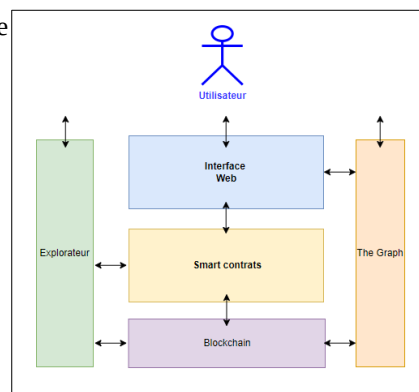 e
Utilisateur
Interface
Web
Explorateur
Smart contrats
The Graph
Blockchain